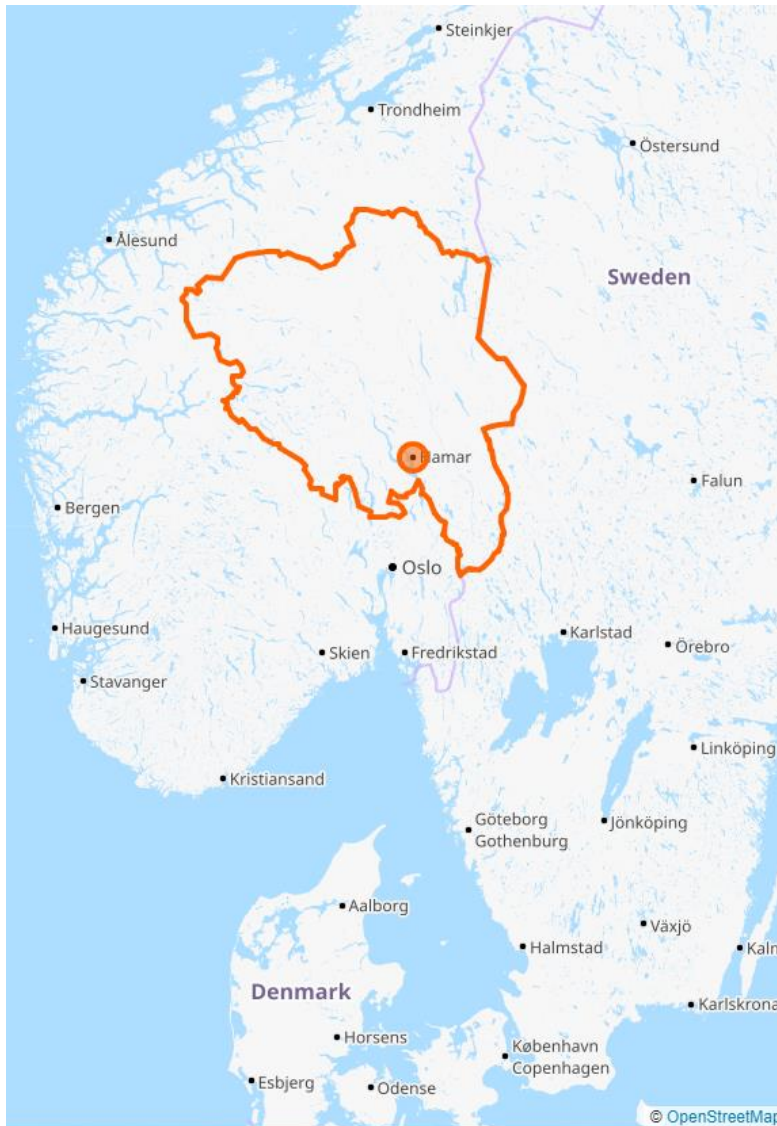 Steinkjer
Trondheim
Östersund
Ålesund
Sweden
Hamar
Falun
Bergen
Oslo
Haugesund
Karlstad
Skien
Fredrikstad
Örebro
Stavanger
Linköping
Kristiansand
Göteborg
Gothenburg
Jönköping
Aalborg
Växjö
Halmstad
Kalm
Denmark
Karlskrona
Horsens
København
Copenhagen
Esbjerg
Odense
© OpenStreetMap